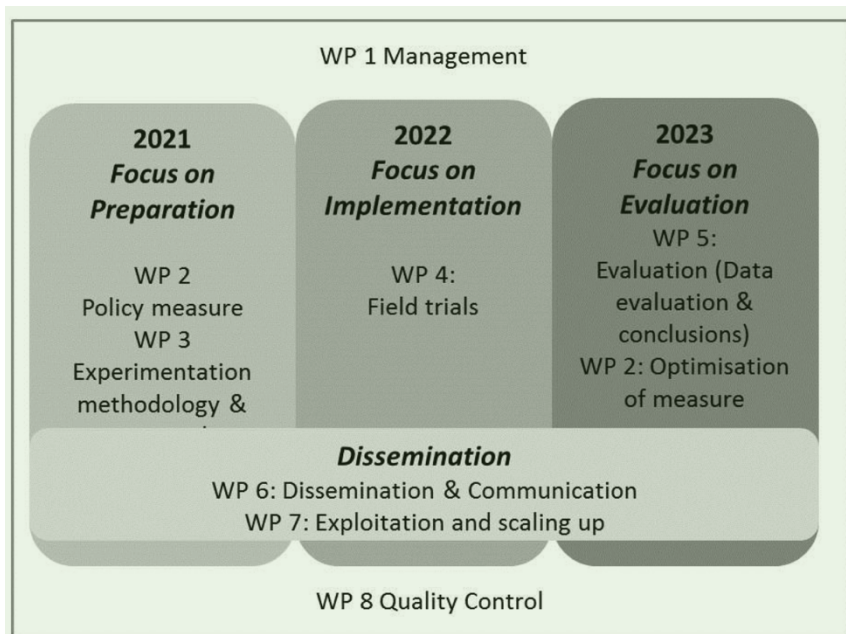 WP 1 Management
2021
Focus on
Preparation
WP 2
Policy measure
WP 3
Experimentation
methodology &
2022
Focus on
Implementation
WP 4:
Field trials
2023
Focus on
Evaluation
WP 5:
Evaluation (Data
evaluation &
conclusions)
WP 2: Optimisation
of measure
Dissemination
WP 6: Dissemination & Communication
WP 7: Exploitation and scaling up
WP 8 Quality Control